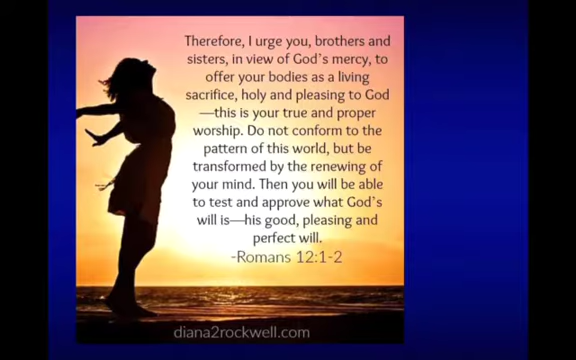 Therefore, I urge you, brothers and
sisters, in view of God's mercy, to
offer your bodies as a living
sacrifice, holy and pleasing to God
—this is your true and proper
worship. Do not conform to the
pattern of this world, but be
transformed by the renewing of
your mind. Then you will be able
to test and approve what God's
will is—his good, pleasing and
perfect will.
-Romans 12:1-2
diana2rockwell.com